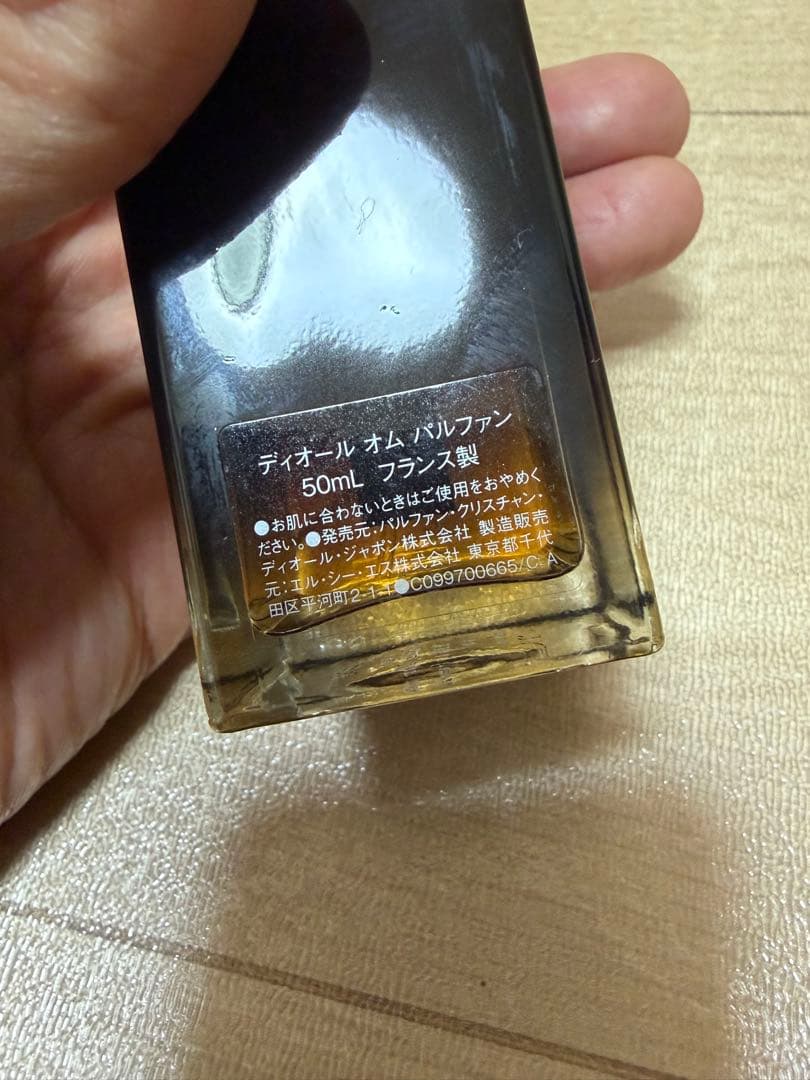 ディオール オム パルファン
50mL フランス製
●お肌に合わないときはご使用をおやめく
ださい。●発売元:パルファン・クリスチャン・
ディオール・ジャポン株式会社 製造販売
元:エル・シー・エス株式会社 東京都千代
田区平河町2-1-1●C099700665/C-A